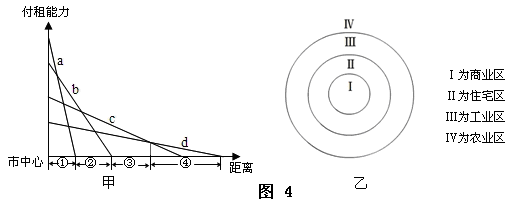 付租能力
a
b
c
d
市中心
① ② ③ ④
距离
甲
Ⅳ
Ⅲ
Ⅱ
Ⅰ
乙
Ⅰ为商业区
Ⅱ为住宅区
Ⅲ为工业区
Ⅳ为农业区
图 4